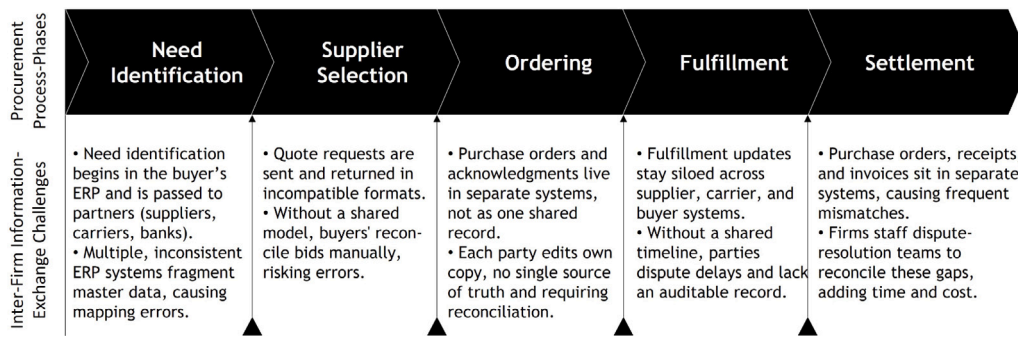 Procurement
Process-Phases
Need
Identification
Supplier
Selection
Ordering
Fulfillment
Settlement
Inter-Firm Information-
Exchange Challenges
• Need identification
begins in the buyer's
ERP and is passed to
partners (suppliers,
carriers, banks).
• Multiple, inconsistent
ERP systems fragment
master data, causing
mapping errors.
• Quote requests are
sent and returned in
incompatible formats.
• Without a shared
model, buyers' recon-
cile bids manually,
risking errors.
• Purchase orders and
acknowledgments live
in separate systems,
not as one shared
record.
• Each party edits own
copy, no single source
of truth and requiring
reconciliation.
• Fulfillment updates
stay siloed across
supplier, carrier, and
buyer systems.
• Without a shared
timeline, parties
dispute delays and lack
an auditable record.
• Purchase orders, receipts
and invoices sit in separate
systems, causing frequent
mismatches.
• Firms staff dispute-
resolution teams to
reconcile these gaps,
adding time and cost.